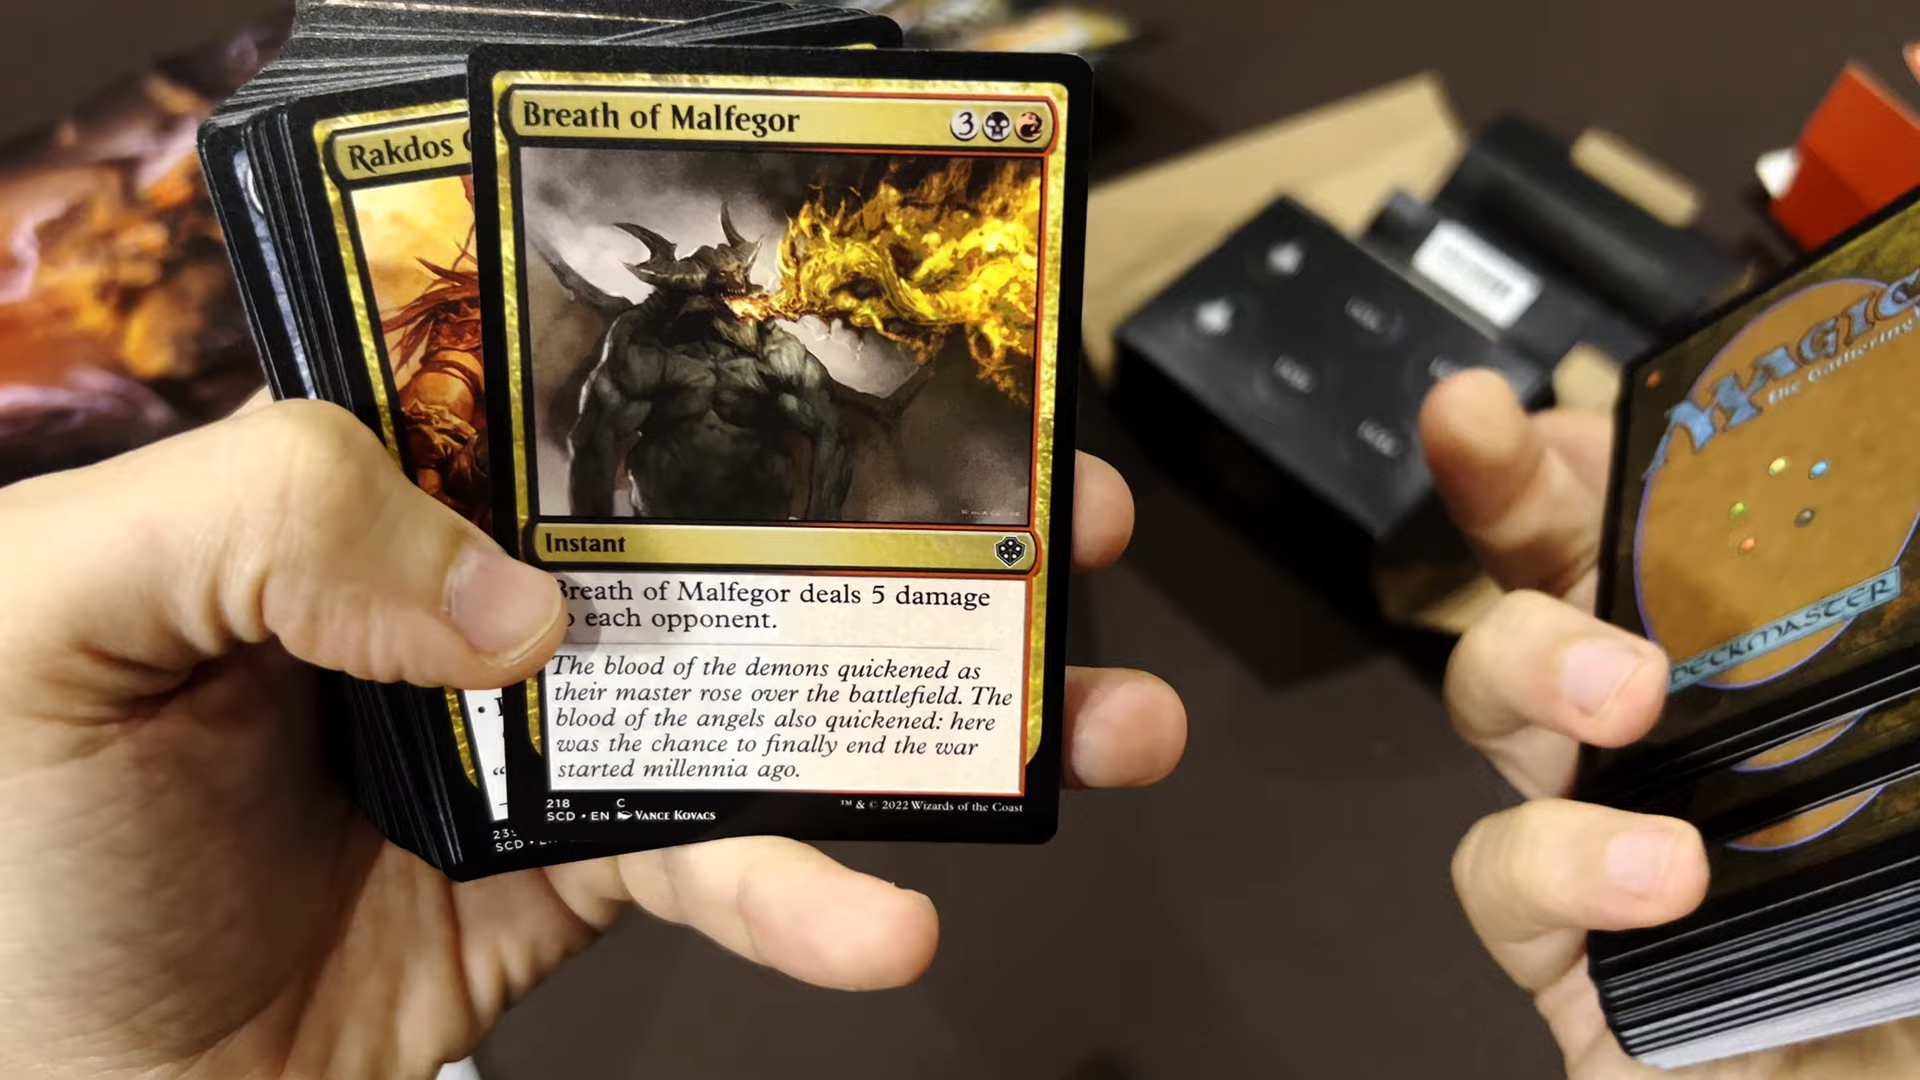 Breath of Malfegor
3
Rakdos
Instant
Breath of Malfegor deals 5 damage
each opponent.
The blood of the demons quickened as
their master rose over the battlefield. The
blood of the angels also quickened: here
was the chance to finally end the war
started millennia ago.
218 C
SCD • EN VANCE KOVACS
™ & © 2022 Wizards of the Coast
SCD •
MAGIC
The Gathering
DECKMASTER